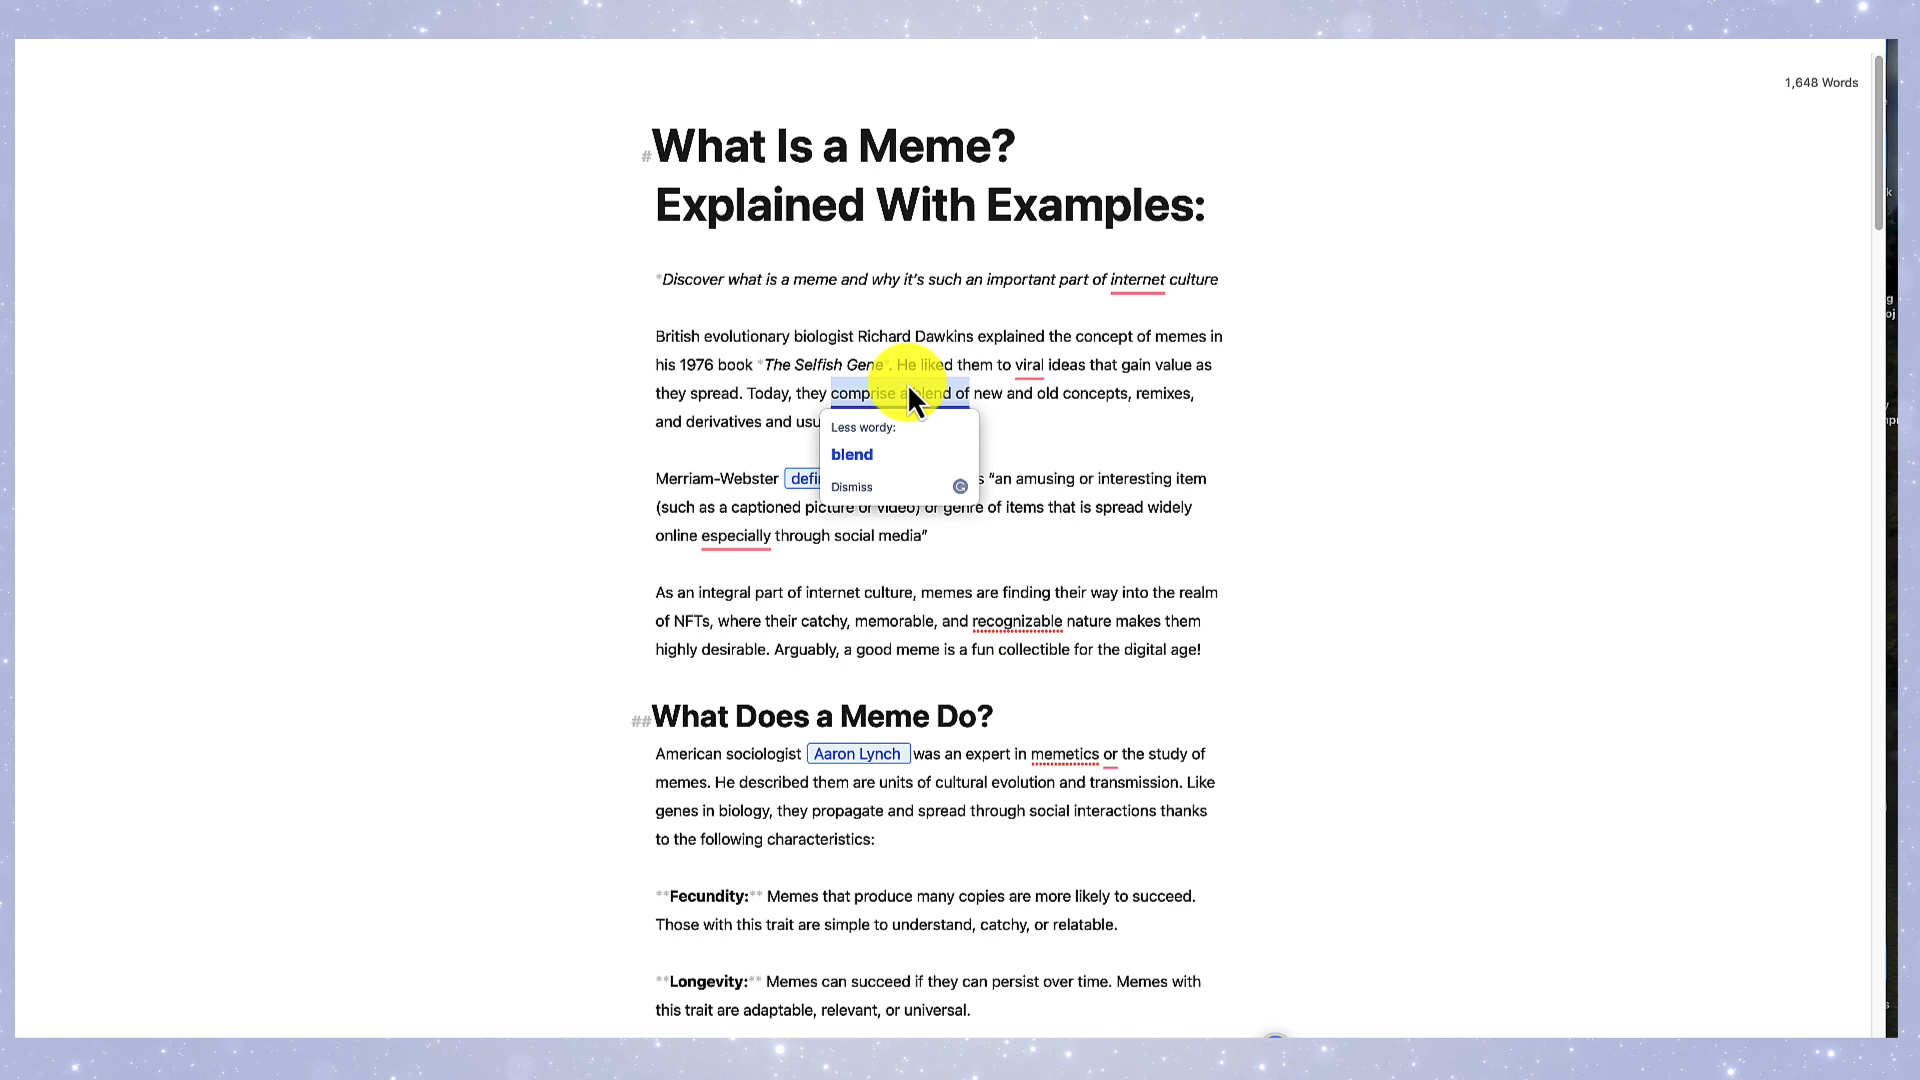 1,648 Words
#What Is a Meme?
Explained With Examples:
*Discover what is a meme and why it's such an important part of internet culture
British evolutionary biologist Richard Dawkins explained the concept of memes in
his 1976 book *The Selfish Gene*. He liked them to viral ideas that gain value as
they spread. Today, they comprise a blend of new and old concepts, remixes,
and derivatives and usu
Less wordy:
blend
Dismiss
Merriam-Webster defi s “an amusing or interesting item
(such as a captioned picture or video) or genre of items that is spread widely
online especially through social media”
As an integral part of internet culture, memes are finding their way into the realm
of NFTs, where their catchy, memorable, and recognizable nature makes them
highly desirable. Arguably, a good meme is a fun collectible for the digital age!
##What Does a Meme Do?
American sociologist Aaron Lynch was an expert in memetics or the study of
memes. He described them are units of cultural evolution and transmission. Like
genes in biology, they propagate and spread through social interactions thanks
to the following characteristics:
**Fecundity:** Memes that produce many copies are more likely to succeed.
Those with this trait are simple to understand, catchy, or relatable.
**Longevity:** Memes can succeed if they can persist over time. Memes with
this trait are adaptable, relevant, or universal.